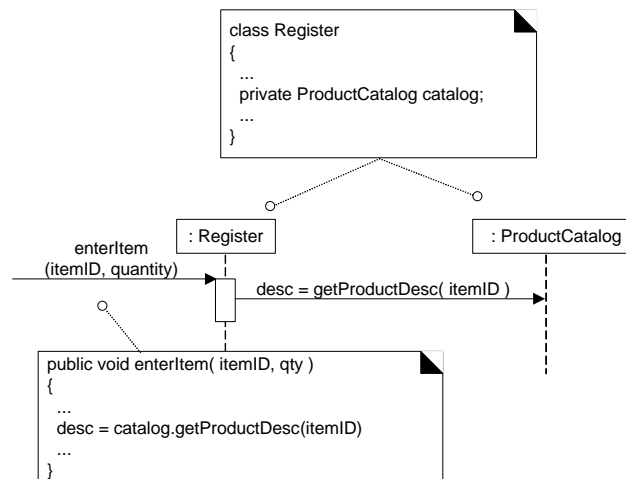 class Register
{
...
private ProductCatalog catalog;
...
}
: Register
: ProductCatalog
enterItem
(itemID, quantity)
desc = getProductDesc( itemID )
public void enterItem( itemID, qty )
{
...
desc = catalog.getProductDesc(itemID)
...
}